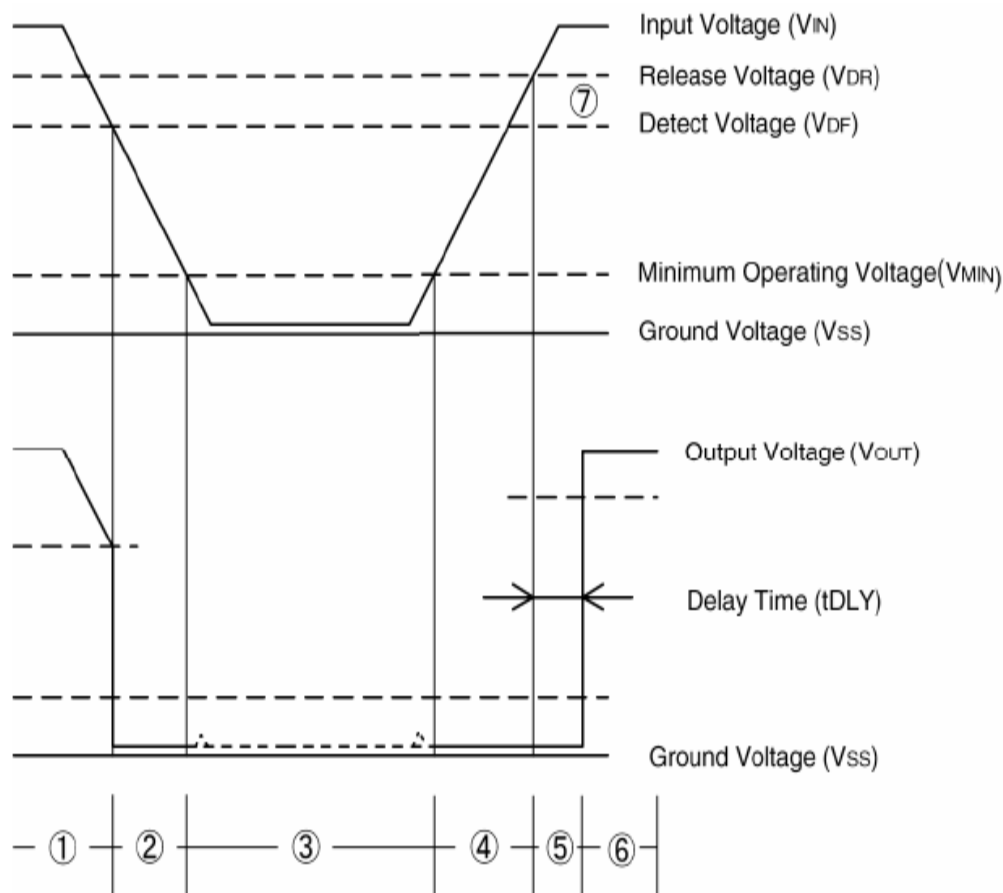 Input Voltage (VIN)
Release Voltage (VDR)
⑦
Detect Voltage (VDF)
Minimum Operating Voltage(VMIN)
Ground Voltage (VSS)
Output Voltage (VOUT)
Delay Time (tDLY)
Ground Voltage (VSS)
① ② ③ ④ ⑤ ⑥